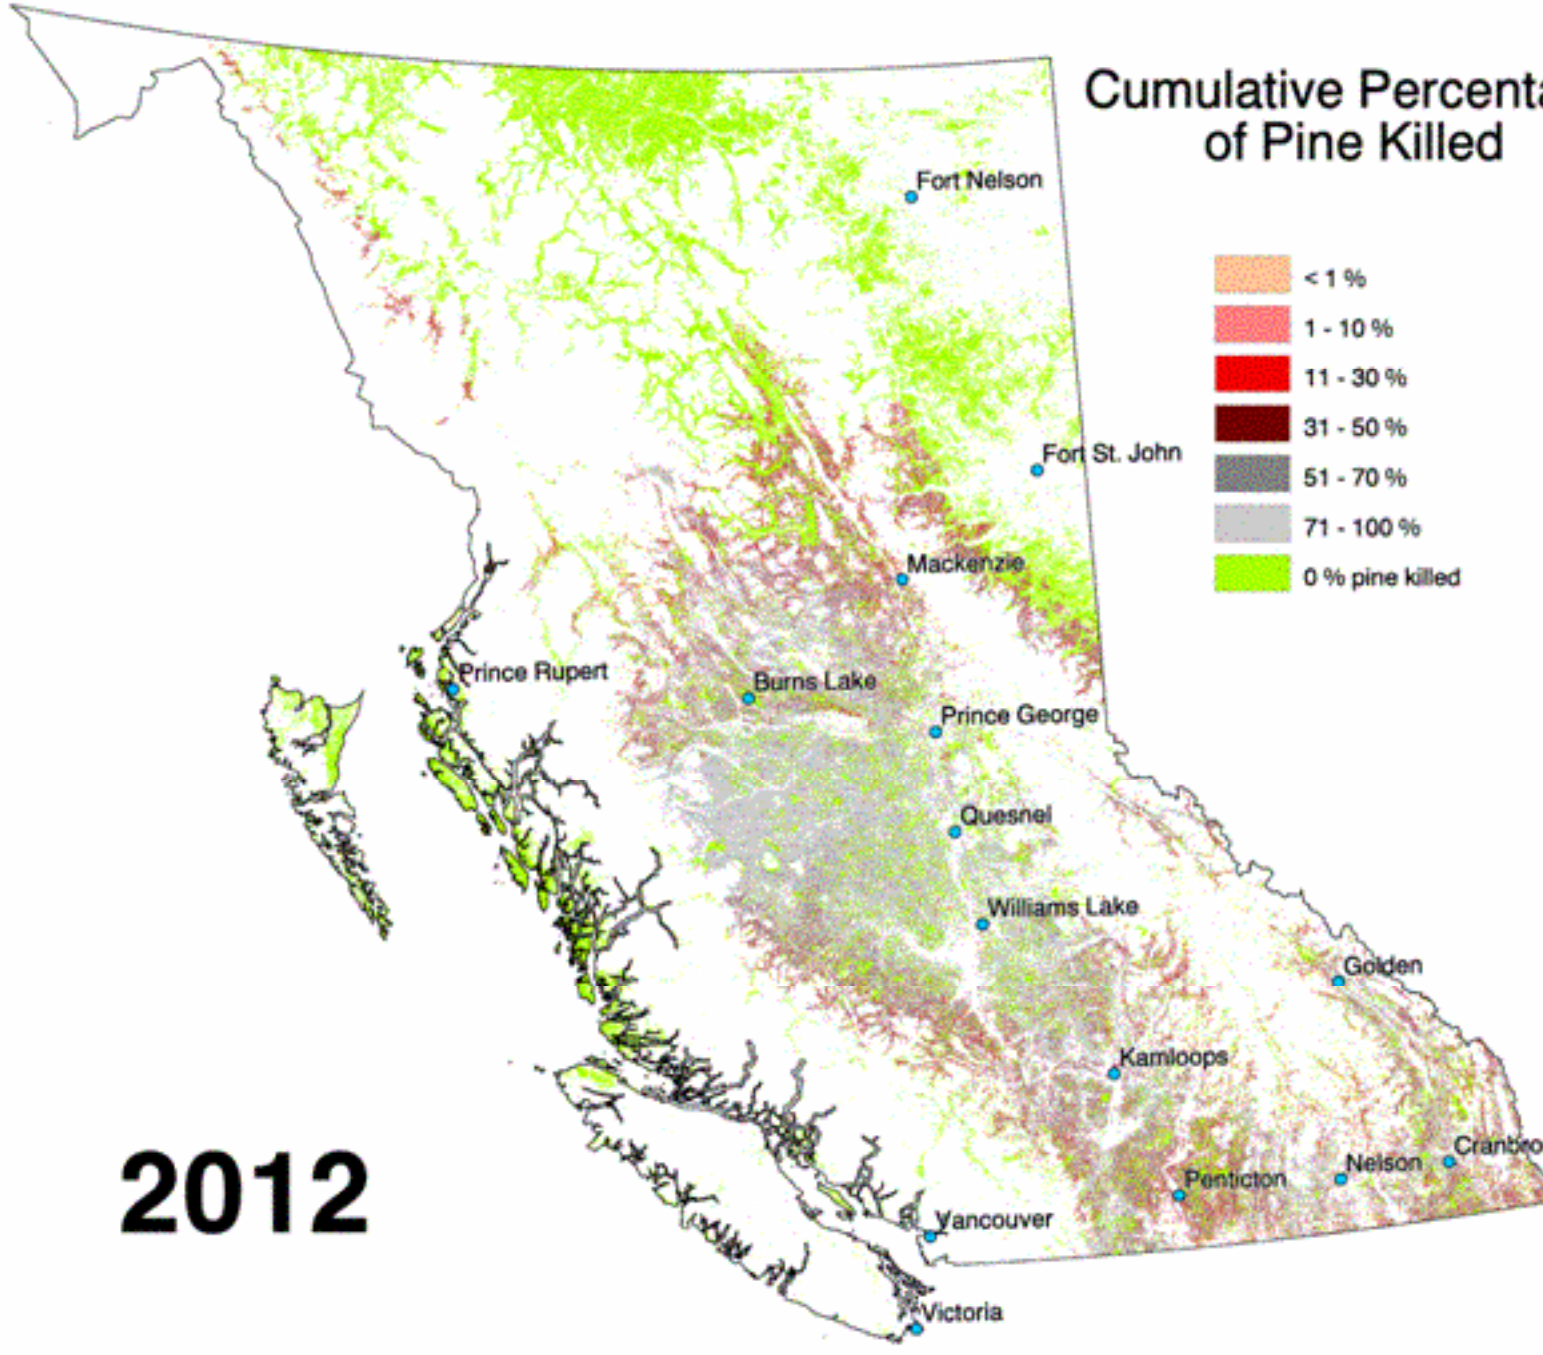 Cumulative Percenta
of Pine Killed
Fort Nelson
< 1 %
1 - 10 %
11 - 30 %
31 - 50 %
51 - 70 %
71 - 100 %
0 % pine killed
Fort St. John
Mackenzie
Prince Rupert
Burns Lake
Prince George
Quesnel
Williams Lake
Golden
Kamloops
Cranbro
Nelson
Penticton
2012
Vancouver
Victoria